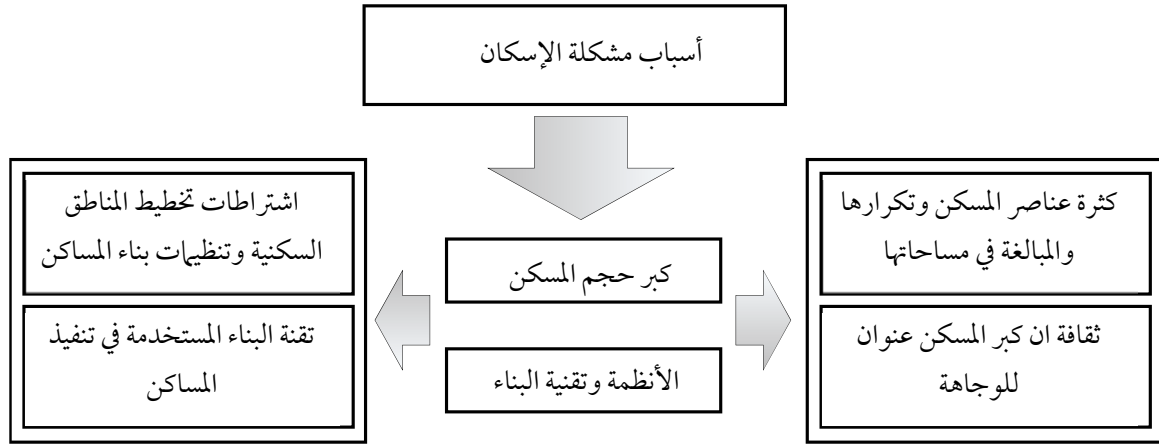 أسباب مشكلة الإسكان
كثرة عناصر المسكن وتكرارها
والمبالغة في مساحاتها
ثقافة ان كبر المسكن عنوان
للوجاهة
كبر حجم المسكن
الأنظمة وتقنية البناء
اشتراطات تخطيط المناطق
السكنية وتنظيمات بناء المساكن
تقنة البناء المستخدمة في تنفيذ
المساكن